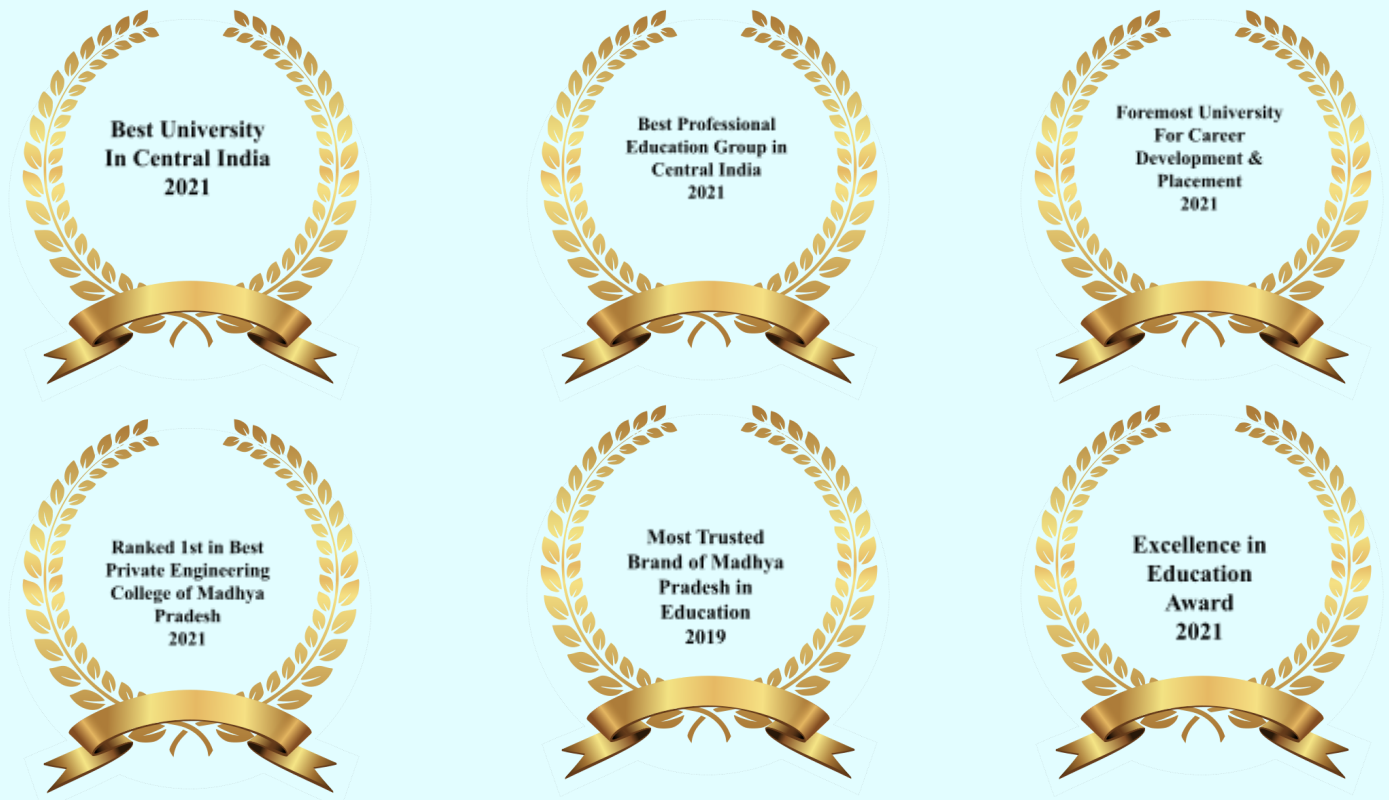 Best University
In Central India
2021
Best Professional
Education Group in
Central India
2021
Foremost University
For Career
Development &
Placement
2021
Ranked 1st in Best
Private Engineering
College of Madhya
Pradesh
2021
Most Trusted
Brand of Madhya
Pradesh in
Education
2019
Excellence in
Education
Award
2021